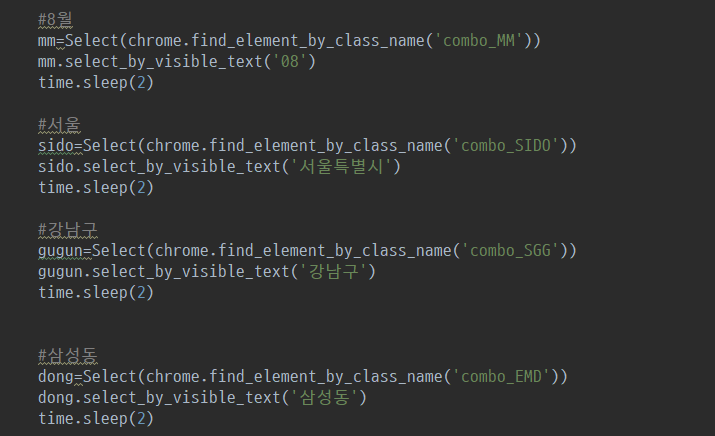 #8월
mm=Select(chrome.find_element_by_class_name('combo_MM'))
mm.select_by_visible_text('08')
time.sleep(2)
#서울
sido=Select(chrome.find_element_by_class_name('combo_SIDO'))
sido.select_by_visible_text('서울특별시')
time.sleep(2)
#강남구
gugun=Select(chrome.find_element_by_class_name('combo_SGG'))
gugun.select_by_visible_text('강남구')
time.sleep(2)
#삼성동
dong=Select(chrome.find_element_by_class_name('combo_EMD'))
dong.select_by_visible_text('삼성동')
time.sleep(2)